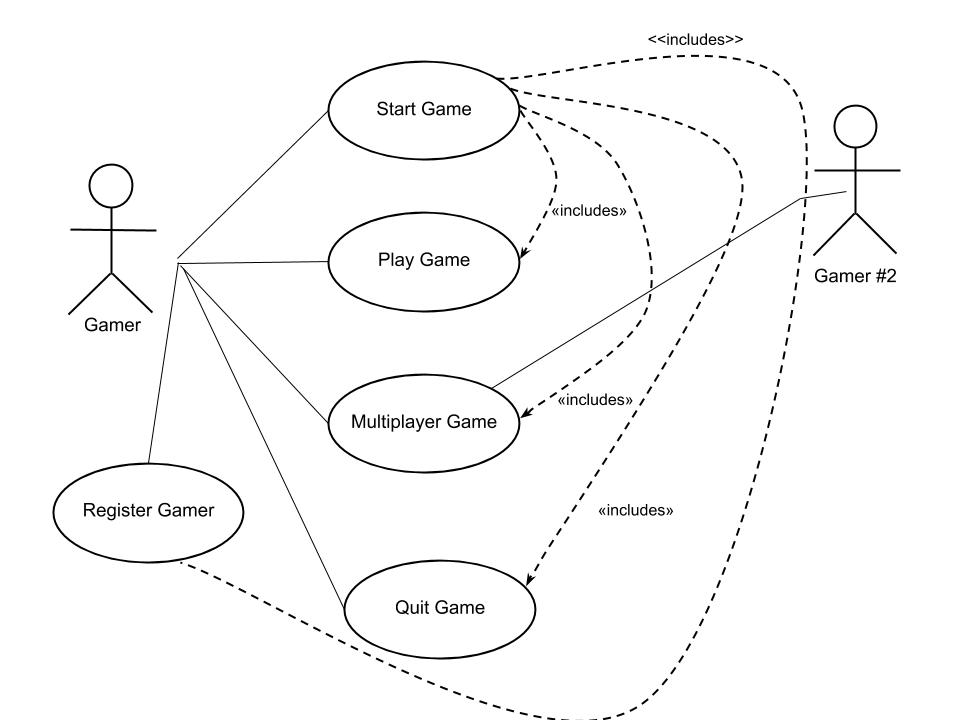 <<includes>>
Start Game
«includes»
Play Game
Gamer #2
Gamer
«includes»
Multiplayer Game
Register Gamer
«includes»
Quit Game